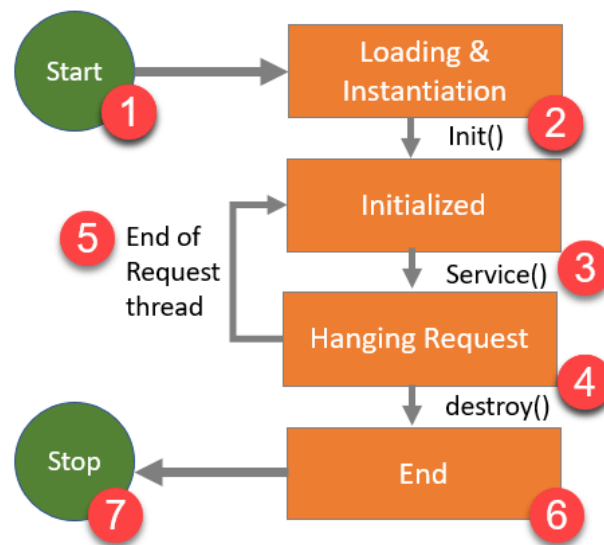 Start
1
Loading &
Instantiation
2
Init()
Initialized
3
5
End of
Request
thread
Service()
Hanging Request
4
destroy()
Stop
7
End
6